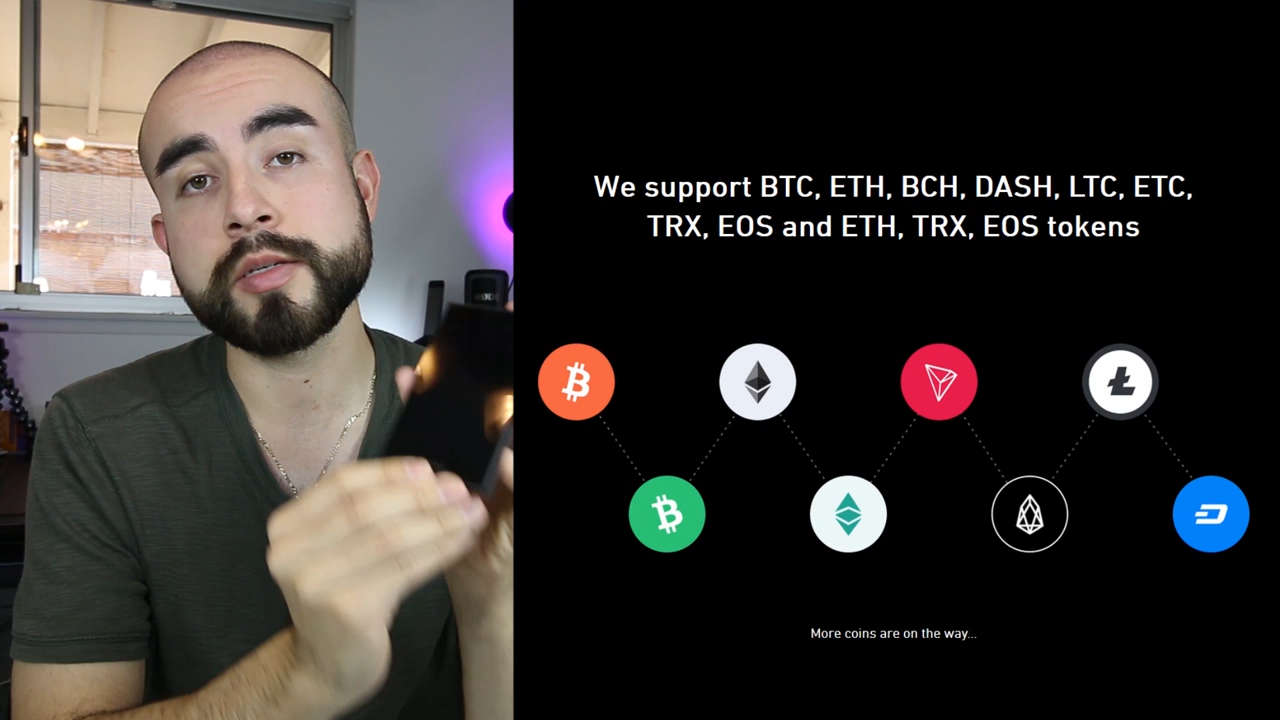 We support BTC, ETH, BCH, DASH, LTC, ETC,
TRX, EOS and ETH, TRX, EOS tokens
More coins are on the way...